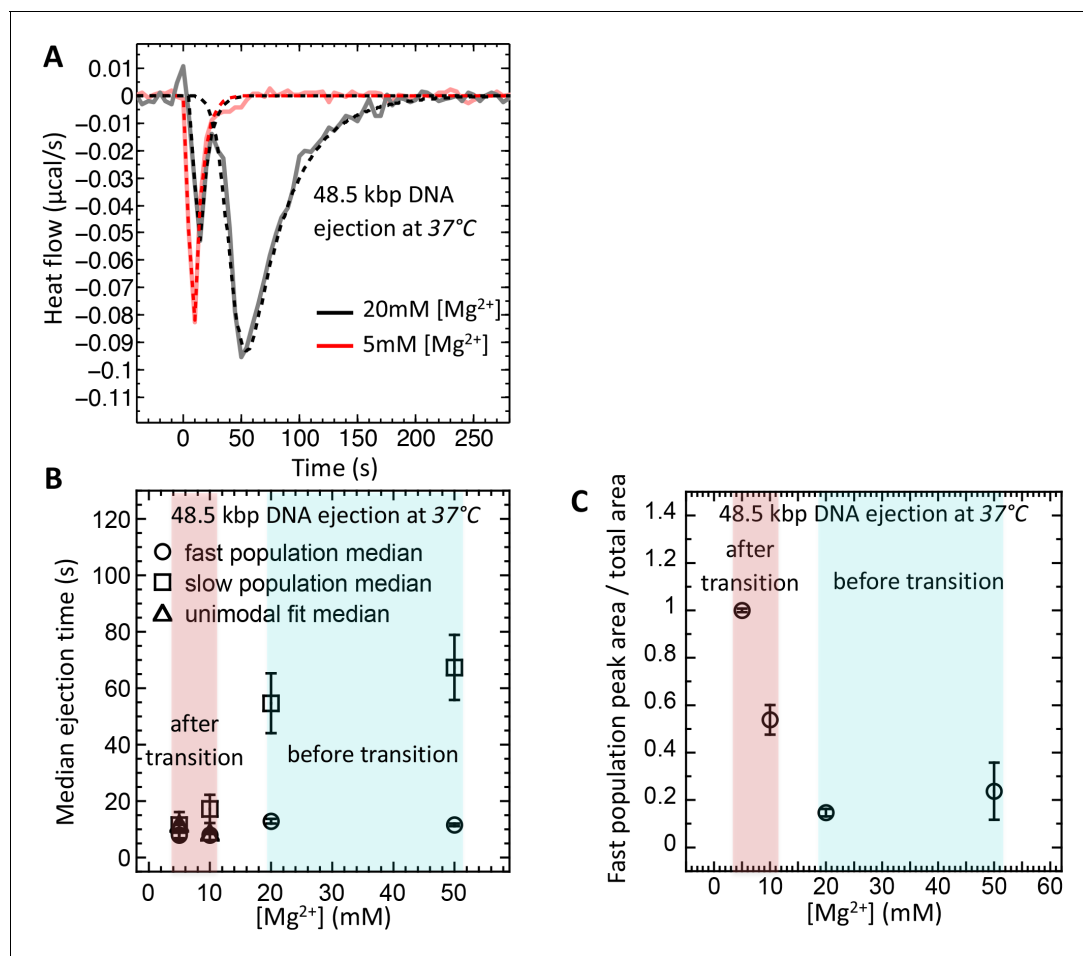 A
0.01
0
−0.01
−0.02
−0.03
−0.04
−0.05
−0.06
−0.07
−0.08
−0.09
−0.1
−0.11
Heat flow (µcal/s)
48.5 kbp DNA
ejection at 37°C
20mM [Mg²⁺]
5mM [Mg²⁺]
0 50 100 150 200 250
Time (s)
B
48.5 kbp DNA ejection at 37°C
fast population median
slow population median
unimodal fit median
after
transition
before transition
120
100
80
60
40
20
0
Median ejection time (s)
0 10 20 30 40 50
[Mg²⁺] (mM)
C
48.5 kbp DNA ejection at 37°C
after
transition
before transition
1.4
1.2
1
0.8
0.6
0.4
0.2
0
Fast population peak area / total area
0 10 20 30 40 50 60
[Mg²⁺] (mM)